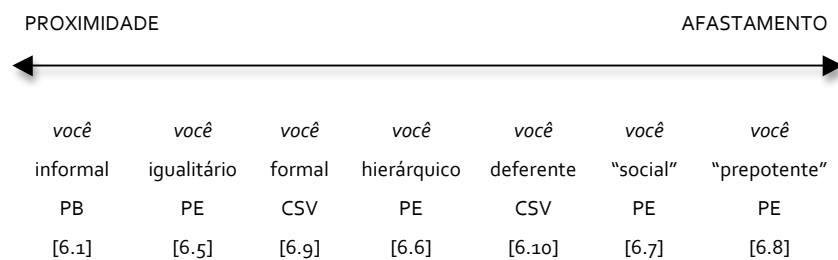 PROXIMIDADE AFASTAMENTO
você você você você você você você
informal igualitário formal hierárquico deferente “social” “prepotente”
PB PE CSV PE CSV PE PE
[6.1] [6.5] [6.9] [6.6] [6.10] [6.7] [6.8]